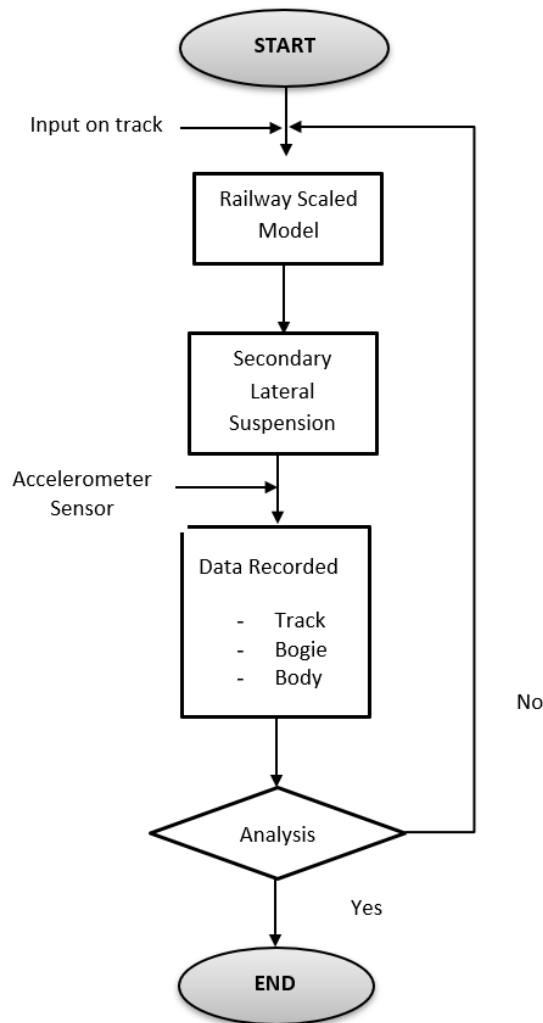 START
Input on track
Railway Scaled
Model
Secondary
Lateral
Suspension
Accelerometer
Sensor
Data Recorded
- Track
- Bogie
- Body
No
Analysis
Yes
END